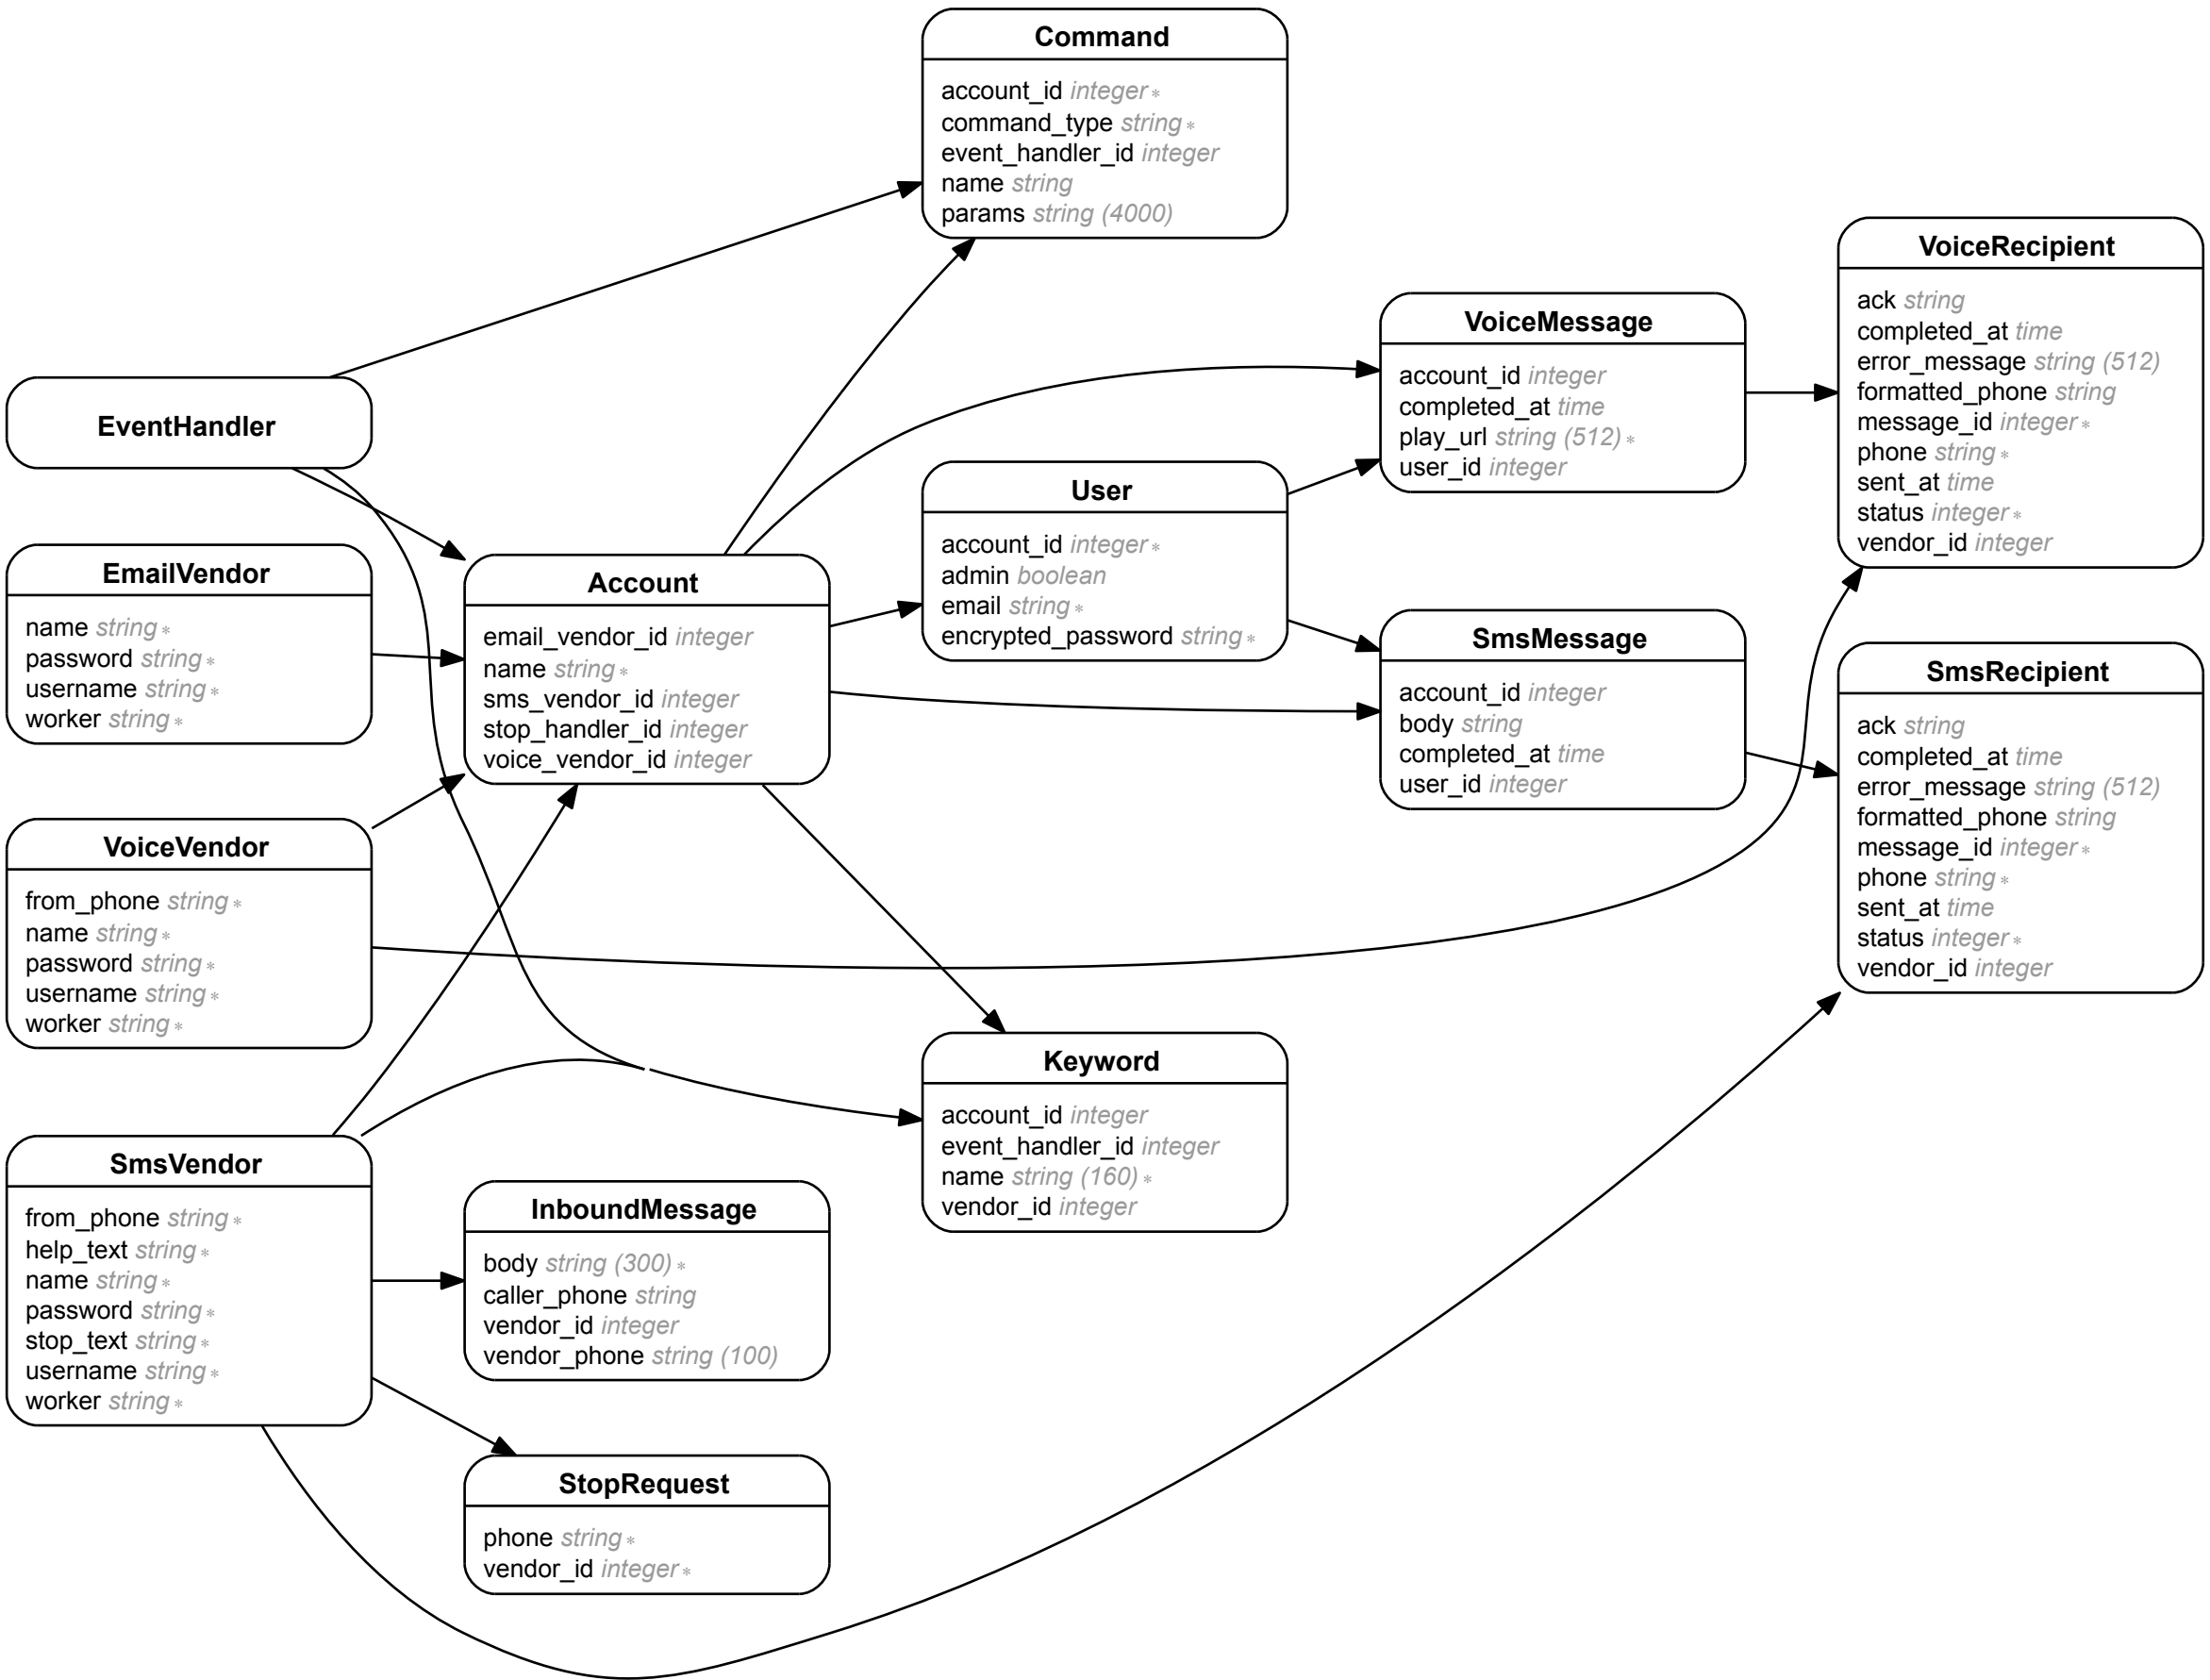 Command
account_id integer *
command_type string *
event_handler_id integer
name string
params string (4000)
VoiceRecipient
ack string
completed_at time
error_message string (512)
formatted_phone string
message_id integer *
phone string *
sent_at time
status integer *
vendor_id integer
VoiceMessage
account_id integer
completed_at time
play_url string (512) *
user_id integer
EventHandler
User
account_id integer *
admin boolean
email string *
encrypted_password string *
EmailVendor
name string *
password string *
username string *
worker string *
Account
email_vendor_id integer
name string *
sms_vendor_id integer
stop_handler_id integer
voice_vendor_id integer
SmsMessage
account_id integer
body string
completed_at time
user_id integer
SmsRecipient
ack string
completed_at time
error_message string (512)
formatted_phone string
message_id integer *
phone string *
sent_at time
status integer *
vendor_id integer
VoiceVendor
from_phone string *
name string *
password string *
username string *
worker string *
Keyword
account_id integer
event_handler_id integer
name string (160) *
vendor_id integer
SmsVendor
from_phone string *
help_text string *
name string *
password string *
stop_text string *
username string *
worker string *
InboundMessage
body string (300) *
caller_phone string
vendor_id integer
vendor_phone string (100)
StopRequest
phone string *
vendor_id integer *